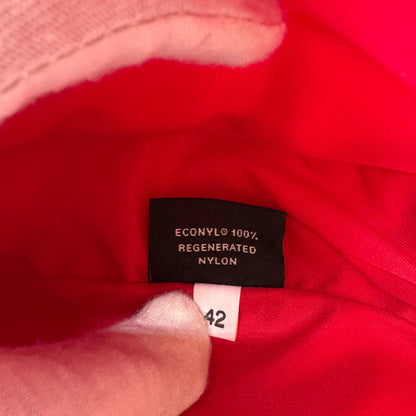 ECONYL® 100%
REGENERATED
NYLON
42